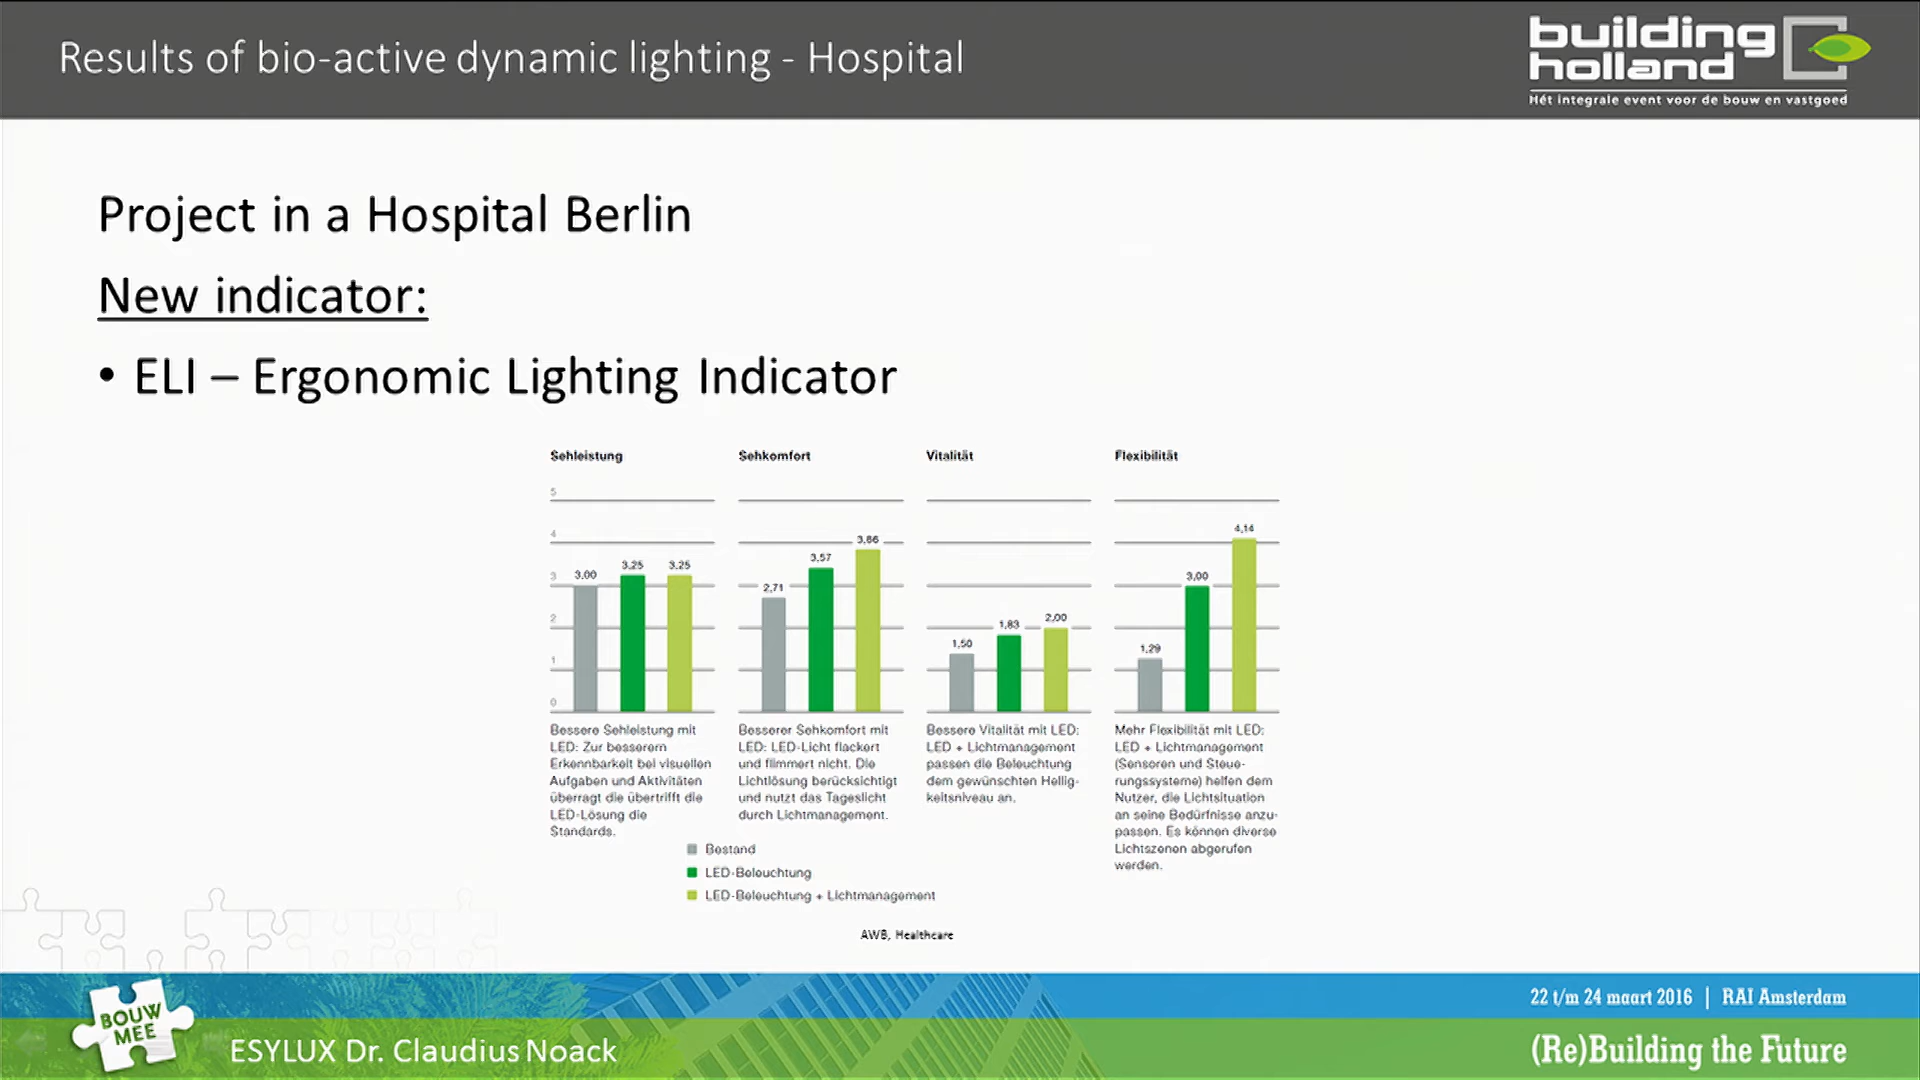 Results of bio-active dynamic lighting - Hospital
building
holland
Hét integrale event voor de bouw en vastgoed
Project in a Hospital Berlin
New indicator:
• ELI – Ergonomic Lighting Indicator
Sehleistung
5
4
3
2
1
0
3,00
3,25
3,25
Bessere Sehleistung mit
LED: Zur besserem
Erkennbarkeit bei visuellen
Aufgaben und Aktivitäten
überragt die übertrifft die
LED-Lösung die
Standards.
Sehkomfort
2,71
3,57
3,86
Besserer Sehkomfort mit
LED: LED-Licht flackert
und flimmert nicht. Die
Lichtlösung berücksichtigt
und nutzt das Tageslicht
durch Lichtmanagement.
Vitalität
1,50
1,83
2,00
Bessere Vitalität mit LED:
LED + Lichtmanagement
passen die Beleuchtung
dem gewünschten Hellig-
keitsniveau an.
Flexibilität
1,29
3,00
4,14
Mehr Flexibilität mit LED:
LED + Lichtmanagement
(Sensoren und Steue-
rungssysteme) helfen dem
Nutzer, die Lichtsituation
an seine Bedürfnisse anzu-
passen. Es können diverse
Lichtszenen abgerufen
werden.
Bestand
LED-Beleuchtung
LED-Beleuchtung + Lichtmanagement
AWB, Healthcare
BOUW
MEE
ESYLUX Dr. Claudius Noack
22 t/m 24 maart 2016 | RAI Amsterdam
(Re)Building the Future